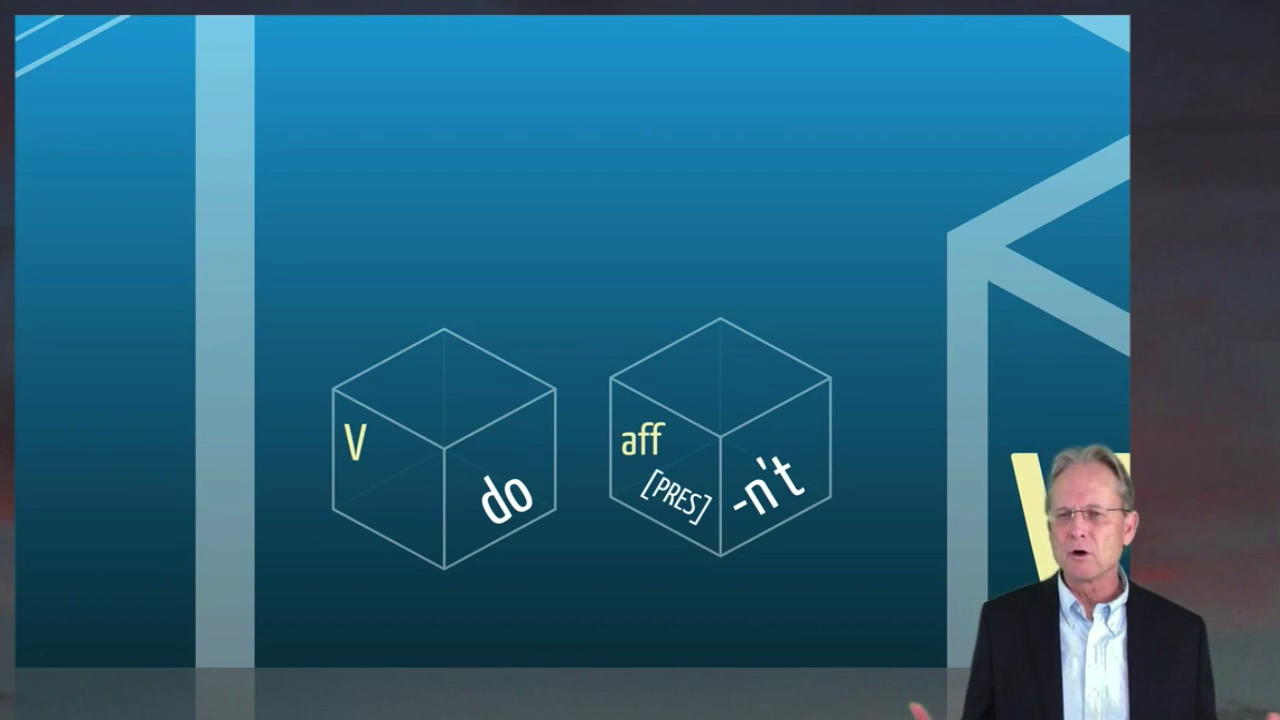 V
do
aff
[PRES]
-n't